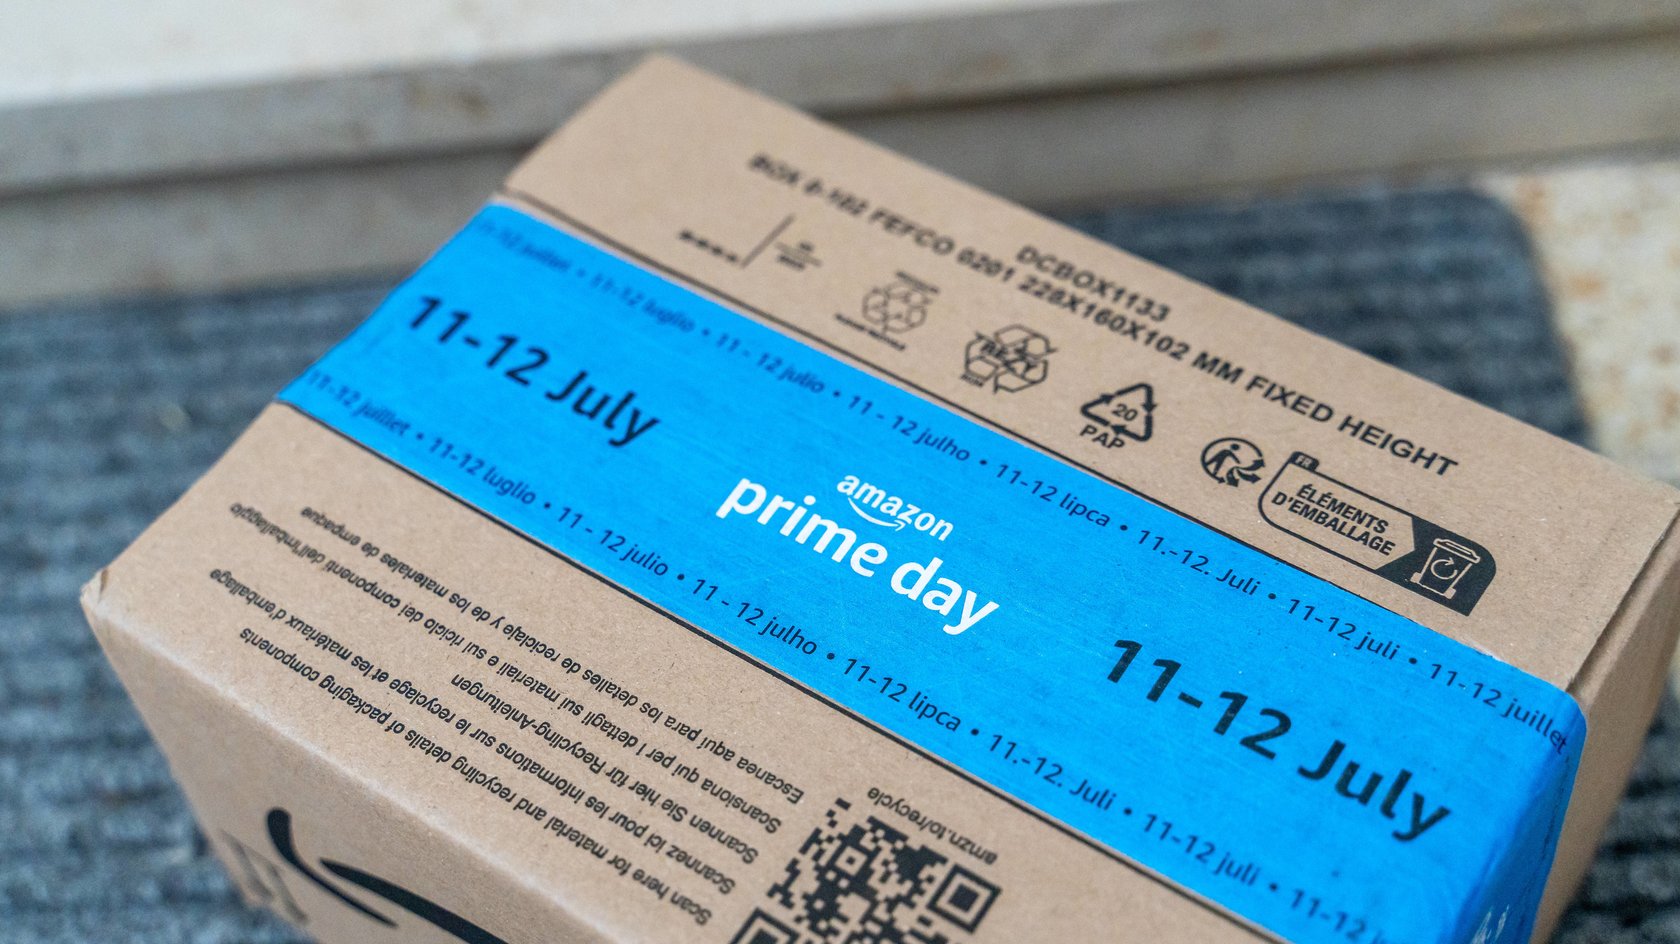 DCBOX1133
BOX 0-102 FEFCO 0201 228X160X102 MM FIXED HEIGHT
20
PAP
FR
ÉLÉMENTS
D'EMBALLAGE
juillet • 11-12 luglio • 11 - 12 julio • 11 - 12 julho • 11-12 lipca • 11.-12. Juli • 11-12 juli • 11-12 juillet
11-12 July
amazon
prime day
11-12 July
11-12 juillet • 11-12 luglio • 11 - 12 julio • 11 - 12 julho • 11-12 lipca • 11.-12. Juli • 11-12 juli • 11-12
amzn.to/recycle
Scan here for material and recycling details of packaging components
Scannez ici pour les informations sur le recyclage et les matériaux d'emballage
Scannen Sie hier für Recycling-Anleitungen
Scansiona qui per i dettagli sui materiali e sul riciclo dei componenti dell'imballaggio
Escanea aquí para los detalles de reciclaje y de los materiales de empaque